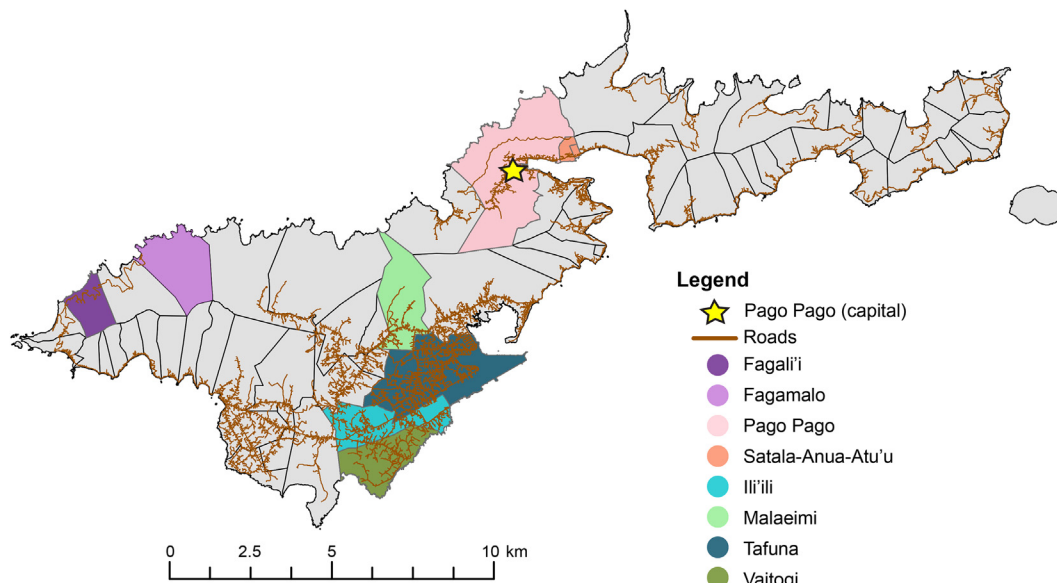 Legend
Pago Pago (capital)
Roads
Fagali'i
Fagamalo
Pago Pago
Satala-Anua-Atu'u
Ili'ili
Malaeimi
Tafuna
Vaitogi
0 2.5 5 10 km